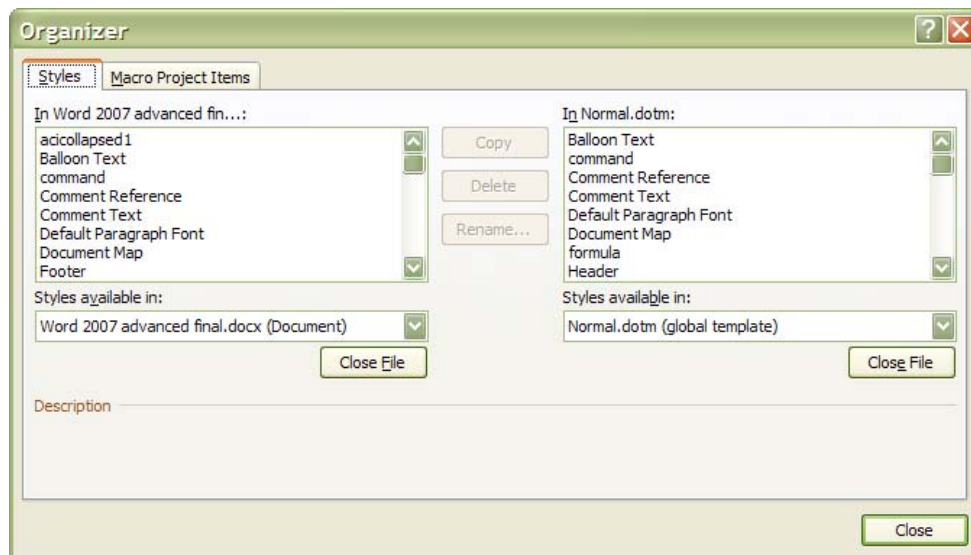 Organizer
?
X
Styles
Macro Project Items
In Word 2007 advanced fin...:
acicollapsed1
Balloon Text
command
Comment Reference
Comment Text
Default Paragraph Font
Document Map
Footer
Styles available in:
Word 2007 advanced final.docx (Document)
Close File
Copy
Delete
Rename...
In Normal.dotm:
Balloon Text
command
Comment Reference
Comment Text
Default Paragraph Font
Document Map
formula
Header
Styles available in:
Normal.dotm (global template)
Close File
Description
Close